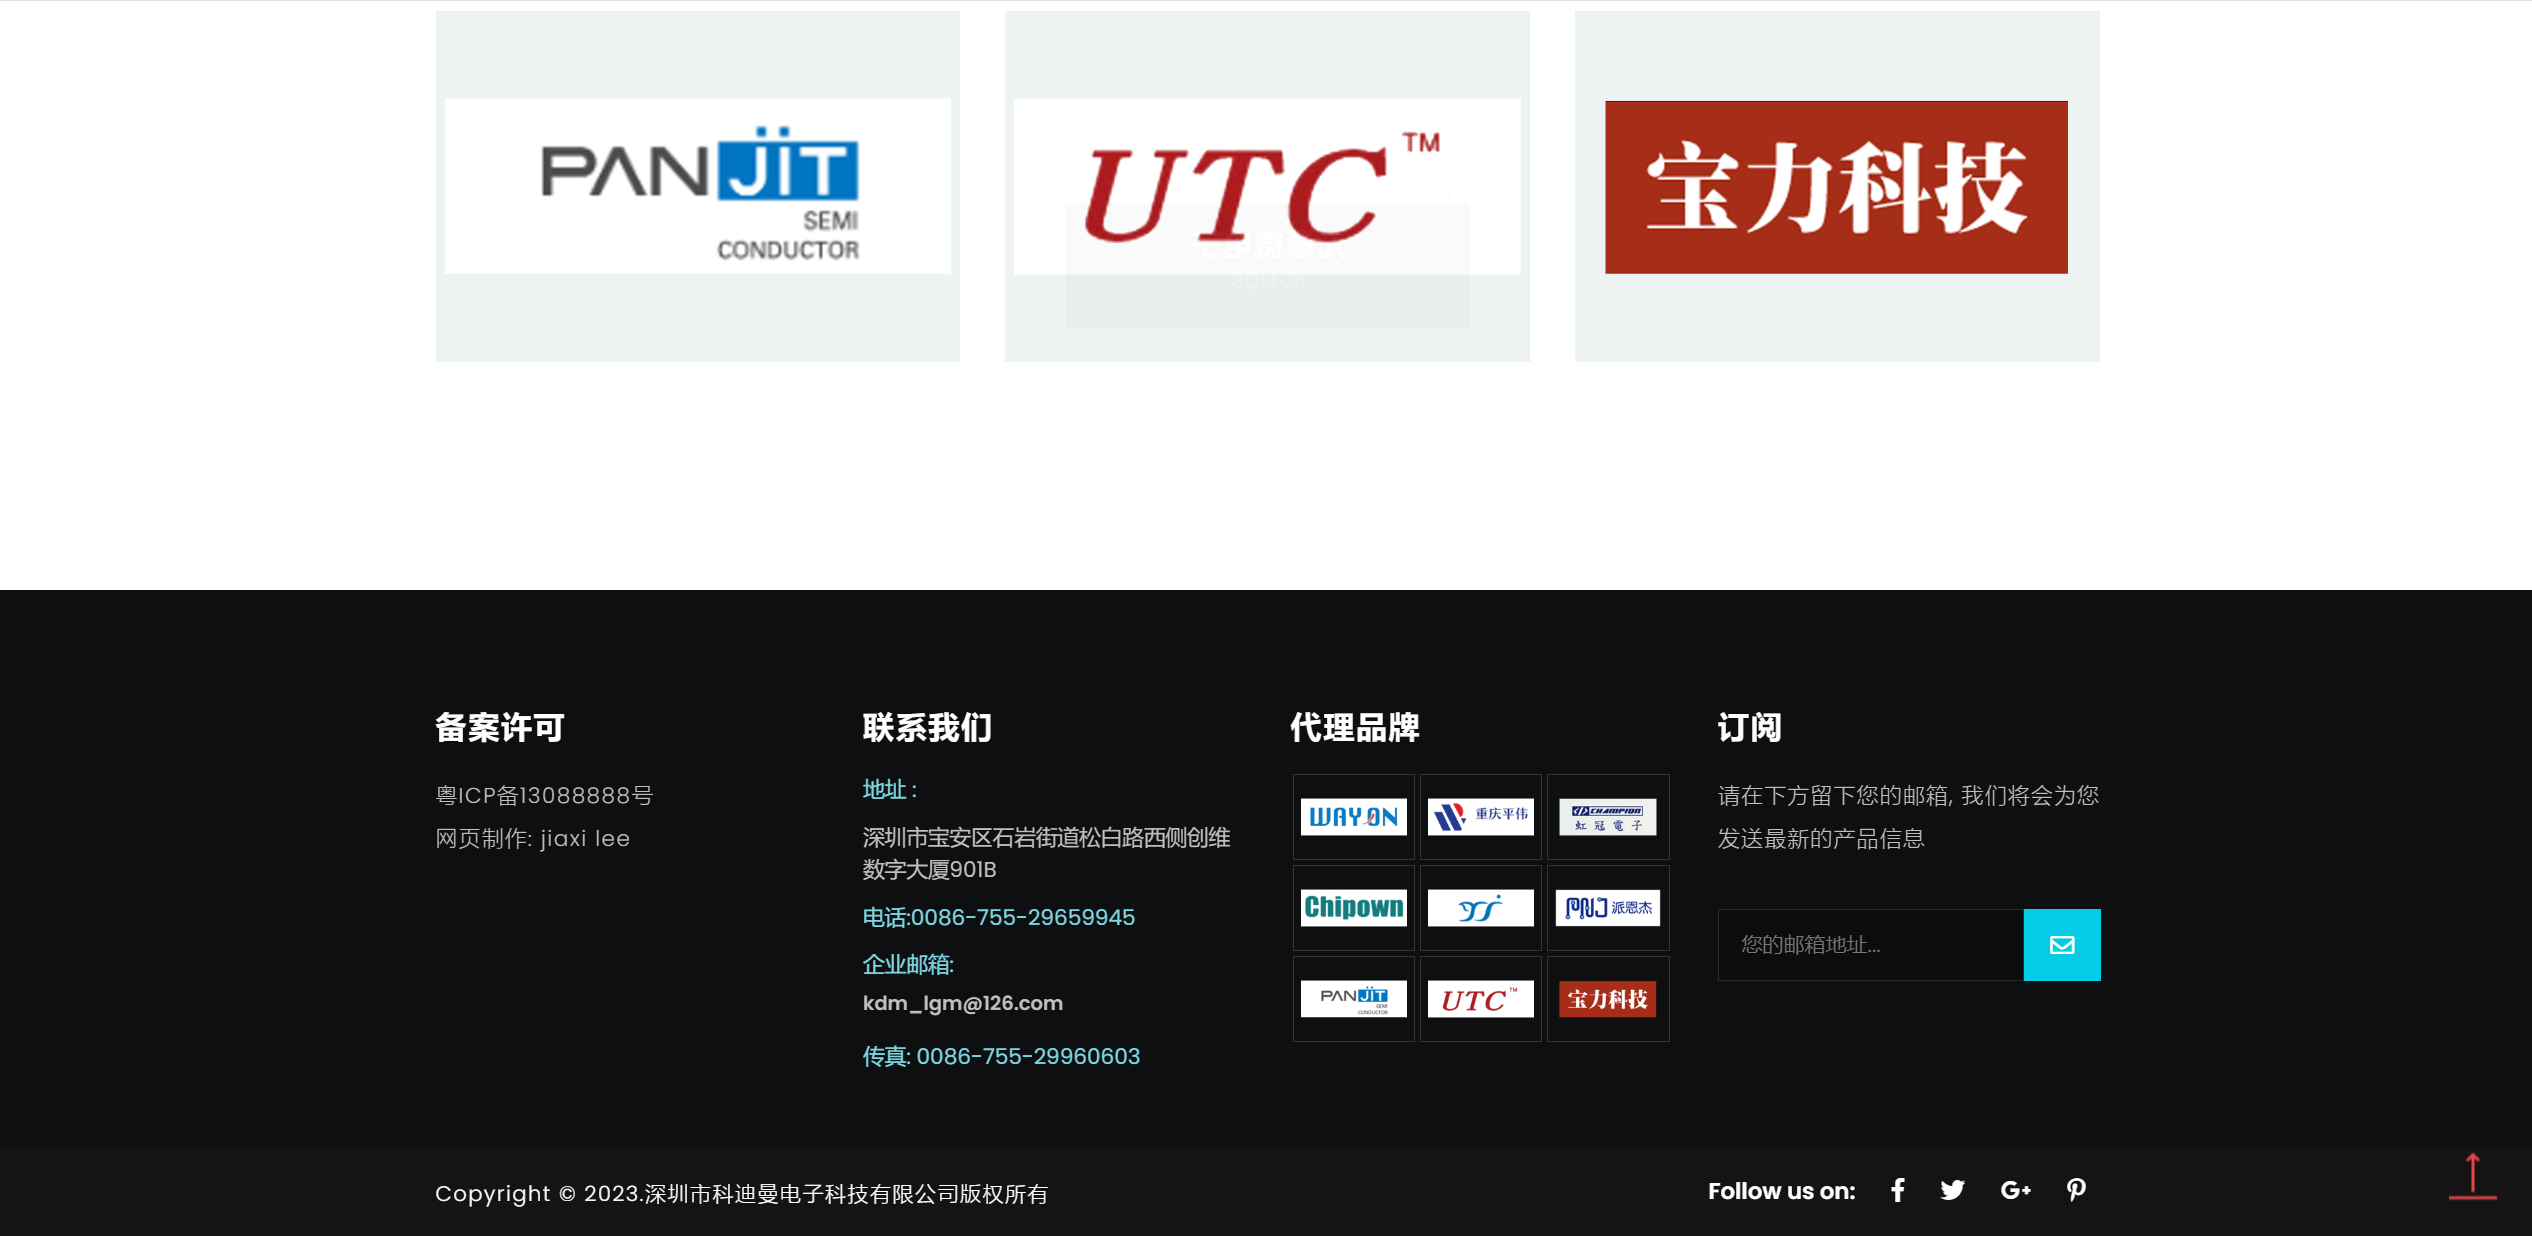 PANJIT
SEMI
CONDUCTOR
UTC™
宝力科技
备案许可
粤ICP备13088888号
网页制作: jiaxi lee
联系我们
地址 :
深圳市宝安区石岩街道松白路西侧创维
数字大厦901B
电话:0086-755-29659945
企业邮箱:
kdm_lgm@126.com
传真: 0086-755-29960603
代理品牌
WAYON
重庆平伟
CHAMPION
虹冠電子
Chipown
派恩杰
PANJIT
SEMI
CONDUCTOR
UTC™
宝力科技
订阅
请在下方留下您的邮箱, 我们将会为您
发送最新的产品信息
您的邮箱地址...
Copyright © 2023.深圳市科迪曼电子科技有限公司版权所有
Follow us on: